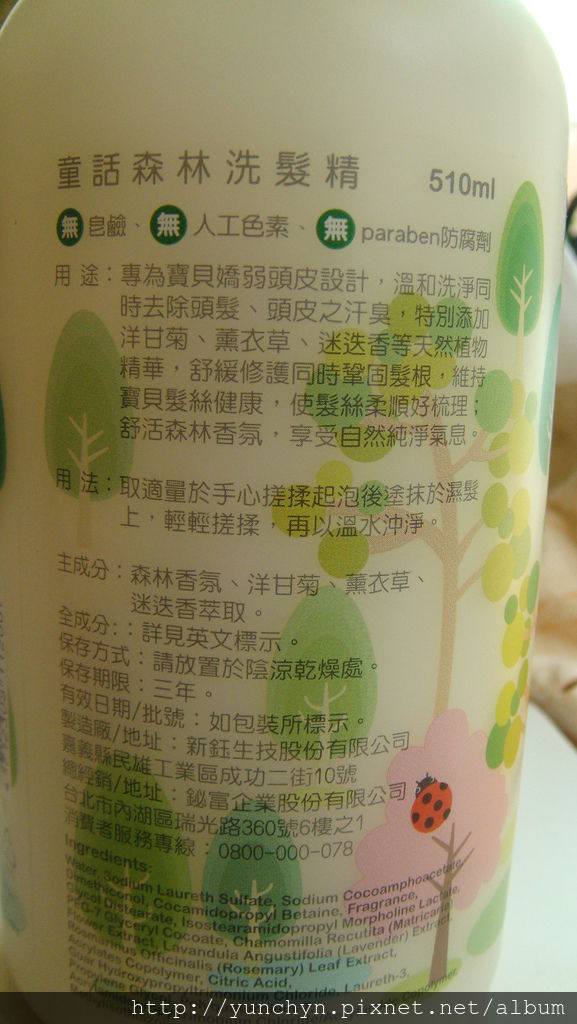 童話森林洗髮精 510ml
無 皂鹼、無 人工色素、無 paraben防腐劑
用途：專為寶貝嬌弱頭皮設計，溫和洗淨同
時去除頭髮、頭皮之汗臭，特別添加
洋甘菊、薰衣草、迷迭香等天然植物
精華，舒緩修護同時鞏固髮根，維持
寶貝髮絲健康，使髮絲柔順好梳理；
舒活森林香氛，享受自然純淨氣息。
用法：取適量於手心搓揉起泡後塗抹於濕髮
上，輕輕搓揉，再以溫水沖淨。
主成分：森林香氛、洋甘菊、薰衣草、
迷迭香萃取。
全成分：：詳見英文標示。
保存方式：請放置於陰涼乾燥處。
保存期限：三年。
有效日期/批號：如包裝所標示。
製造廠/地址：新鈺生技股份有限公司
嘉義縣民雄工業區成功二街10號
總經銷/地址：鉍富企業股份有限公司
台北市內湖區瑞光路360號6樓之1
消費者服務專線：0800-000-078
Ingredients:
Water, Sodium Laureth Sulfate, Sodium Cocoamphoacetate,
Dimethiconol, Cocamidopropyl Betaine, Fragrance,
Glycol Distearate, Isostearamidopropyl Morpholine Lactate,
PEG-7 Glyceryl Cocoate, Chamomilla Recutita (Matricaria)
Flower Extract, Lavandula Angustifolia (Lavender) Extract,
Rosmarinus Officinalis (Rosemary) Leaf Extract,
Acrylates Copolymer, Citric Acid,
Guar Hydroxypropyltrimonium Chloride, Laureth-3,
Propylene Glycol,
Copolymer,
http://yunchyn.pixnet.net/album